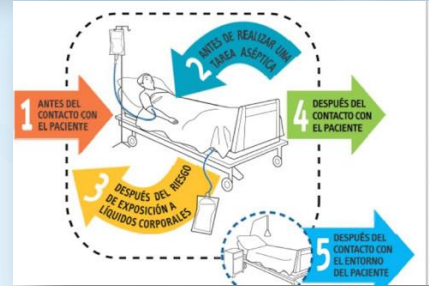 1
ANTES DEL
CONTACTO CON
EL PACIENTE
2
ANTES DE REALIZAR UNA
TAREA ASÉPTICA
3
DESPUÉS DEL RIESGO
DE EXPOSICIÓN A
LÍQUIDOS CORPORALES
4
DESPUÉS DEL
CONTACTO CON
EL PACIENTE
5
DESPUÉS DEL
CONTACTO CON
EL ENTORNO
DEL PACIENTE